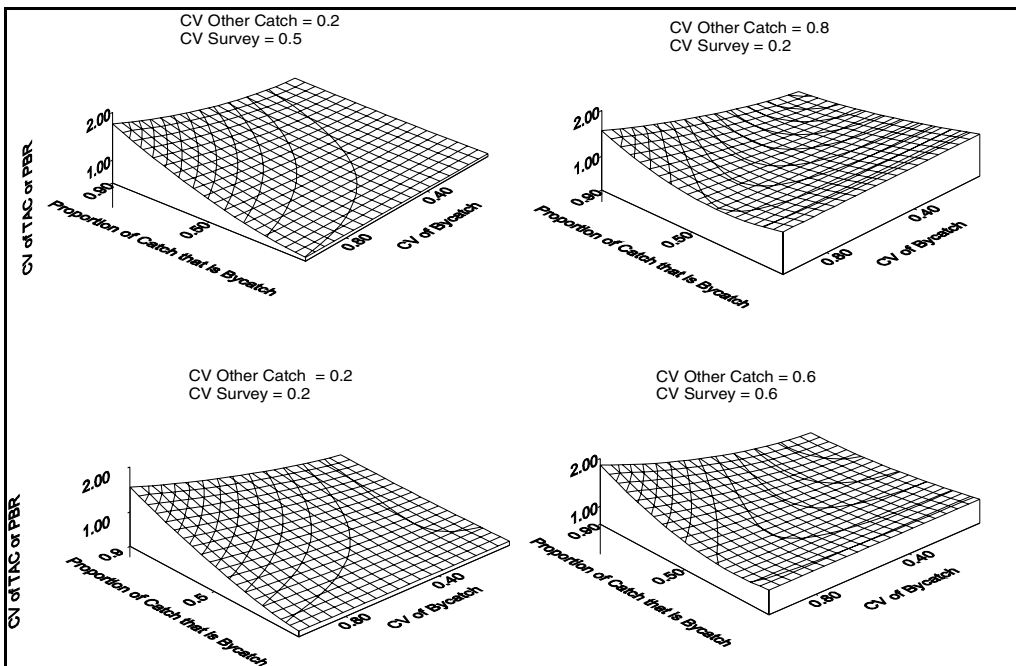 CV Other Catch = 0.2
CV Survey = 0.5
2.00
1.00
0.90
0.50
0.80
0.40
CV of TAC or PBR
Proportion of Catch that is Bycatch
CV of Bycatch
CV Other Catch = 0.8
CV Survey = 0.2
2.00
1.00
0.90
0.50
0.80
0.40
Proportion of Catch that is Bycatch
CV of Bycatch
CV Other Catch = 0.2
CV Survey = 0.2
2.00
1.00
0.9
0.5
0.80
0.40
CV of TAC or PBR
Proportion of Catch that is Bycatch
CV of Bycatch
CV Other Catch = 0.6
CV Survey = 0.6
2.00
1.00
0.90
0.50
0.80
0.40
Proportion of Catch that is Bycatch
CV of Bycatch